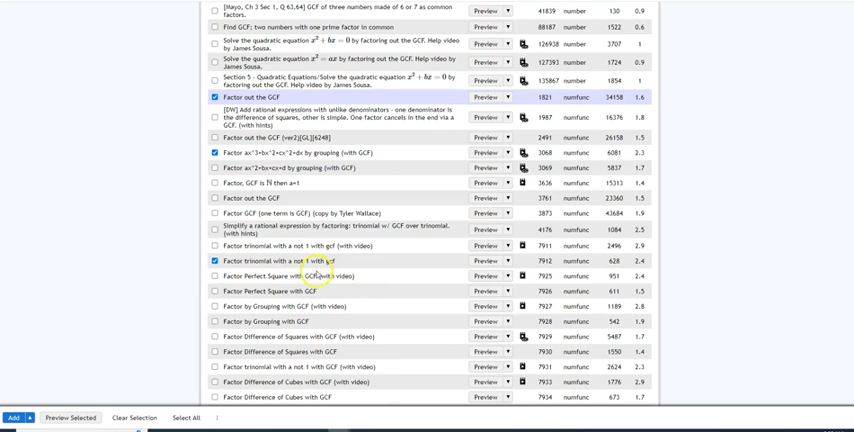 [Mayo, Ch 3 Sec 1, Q 63,64] GCF of three numbers made of 6 or 7 as common Preview ▼ 41839 number 130 0.9
factors.
Find GCF: two numbers with one prime factor in common Preview ▼ 88187 number 1522 0.6
Solve the quadratic equation x² + bx = 0 by factoring out the GCF. Help video Preview ▼ 126938 number 3707 1
by James Sousa.
Solve the quadratic equation x² = ax by factoring out the GCF. Help video by Preview ▼ 127393 number 1724 0.9
James Sousa.
Section 5 - Quadratic Equations/Solve the quadratic equation x² + bx = 0 by Preview ▼ 135867 number 1854 1
factoring out the GCF. Help video by James Sousa.
Factor out the GCF Preview ▼ 1821 numfunc 34158 1.6
[DW] Add rational expressions with unlike denominators - one denominator is Preview ▼ 1987 numfunc 16376 1.8
the difference of squares, other is simple. One factor cancels in the end via a
GCF. (with hints)
Factor out the GCF (ver2)[GL][6248] Preview ▼ 2491 numfunc 26158 1.5
Factor ax^3+bx^2+cx^2+dx by grouping (with GCF) Preview ▼ 3068 numfunc 6081 2.3
Factor ax^2+bx+cx+d by grouping (with GCF) Preview ▼ 3069 numfunc 5837 1.7
Factor, GCF is ℕ then a=1 Preview ▼ 3636 numfunc 15313 1.4
Factor out the GCF Preview ▼ 3761 numfunc 23360 1.5
Factor GCF (one term is GCF) (copy by Tyler Wallace) Preview ▼ 3873 numfunc 43684 1.9
Simplify a rational expression by factoring: trinomial w/ GCF over trinomial. Preview ▼ 4176 numfunc 1084 2.5
(with hints)
Factor trinomial with a not 1 with gcf (with video) Preview ▼ 7911 numfunc 2496 2.9
Factor trinomial with a not 1 with gcf Preview ▼ 7912 numfunc 628 2.4
Factor Perfect Square with GCF (with video) Preview ▼ 7925 numfunc 951 2.4
Factor Perfect Square with GCF Preview ▼ 7926 numfunc 611 1.5
Factor by Grouping with GCF (with video) Preview ▼ 7927 numfunc 1189 2.8
Factor by Grouping with GCF Preview ▼ 7928 numfunc 542 1.9
Factor Difference of Squares with GCF (with video) Preview ▼ 7929 numfunc 5487 1.7
Factor Difference of Squares with GCF Preview ▼ 7930 numfunc 1550 1.4
Factor trinomial with a not 1 with GCF (with video) Preview ▼ 7931 numfunc 2624 2.3
Factor Difference of Cubes with GCF (with video) Preview ▼ 7933 numfunc 1776 2.9
Factor Difference of Cubes with GCF Preview ▼ 7934 numfunc 673 1.7
Add ▲ Preview Selected Clear Selection Select All ⋮